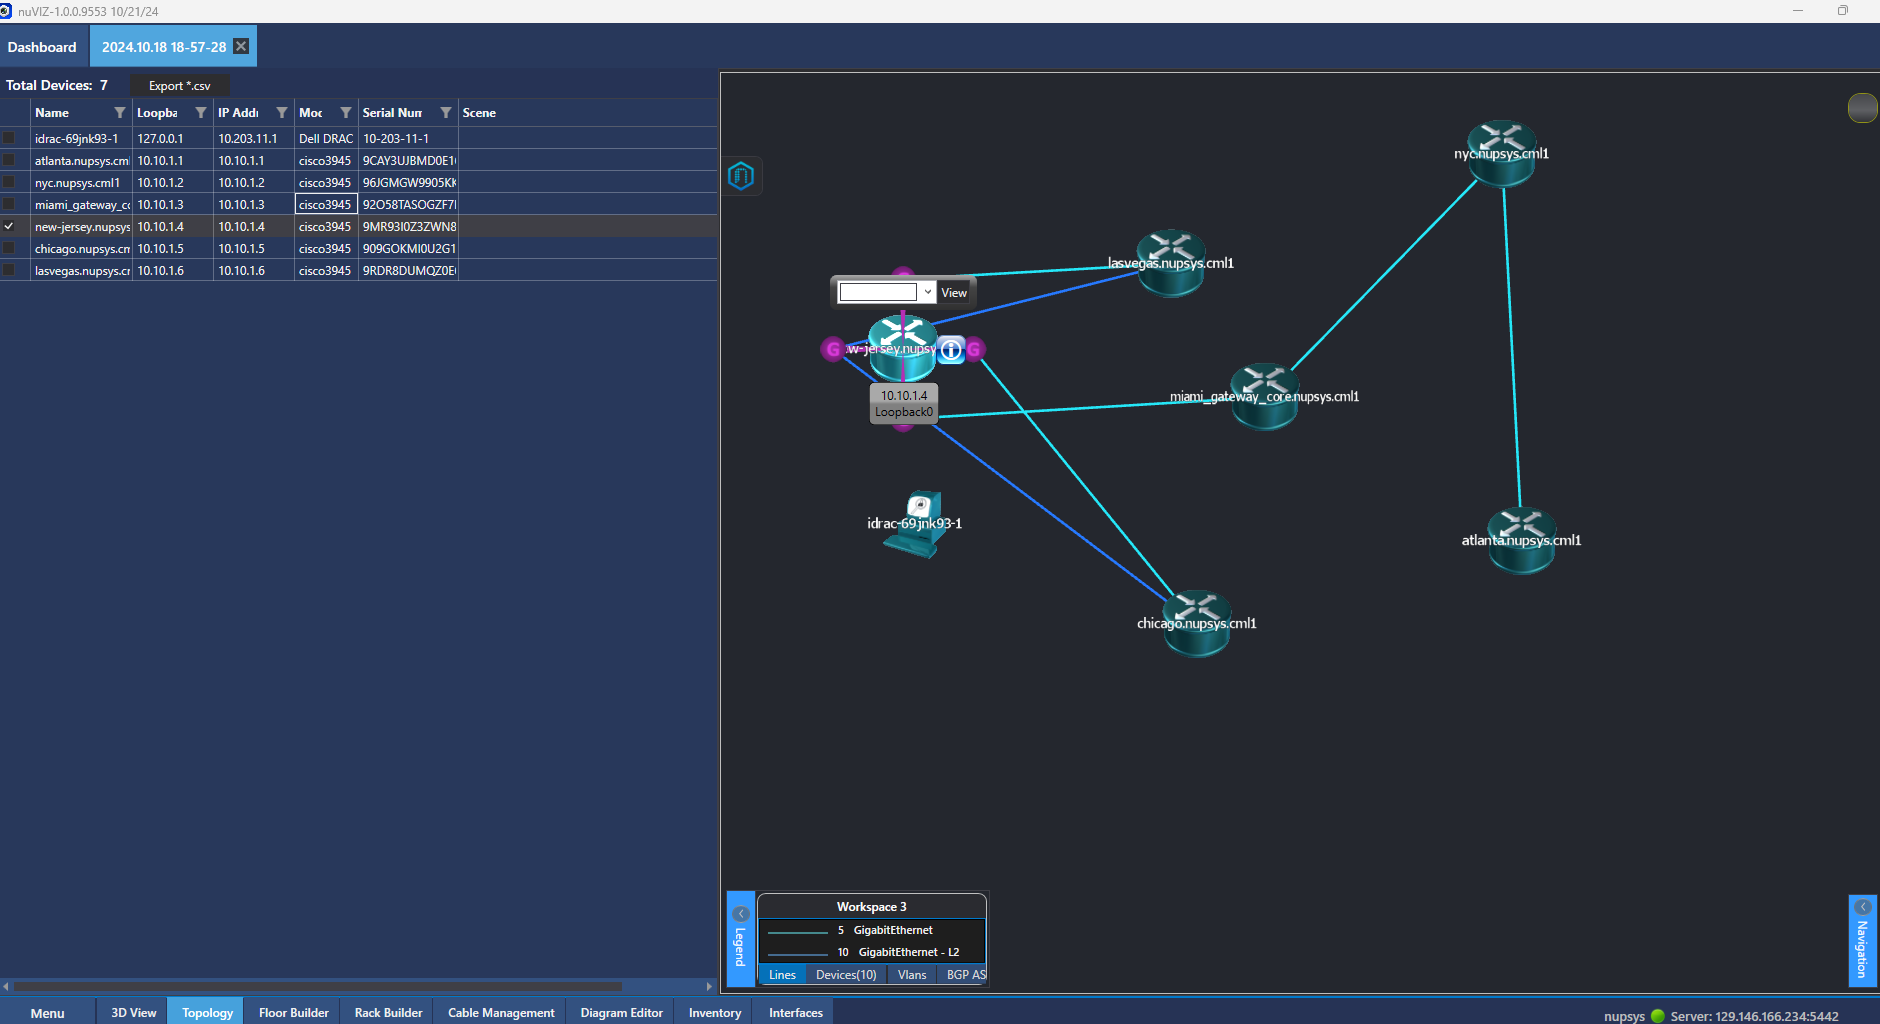 nuVIZ-1.0.0.9553 10/21/24
Dashboard
2024.10.18 18-57-28
Total Devices: 7
Export *.csv
Name Loopba IP Addr Moc Serial Num Scene
idrac-69jnk93-1 127.0.0.1 10.203.11.1 Dell DRAC 10-203-11-1
atlanta.nupsys.cml 10.10.1.1 10.10.1.1 cisco3945 9CAY3UJBMD0E1
nyc.nupsys.cml1 10.10.1.2 10.10.1.2 cisco3945 96JGMGW9905KK
miami_gateway_cc 10.10.1.3 10.10.1.3 cisco3945 92O58TASOGZF7
new-jersey.nupsys 10.10.1.4 10.10.1.4 cisco3945 9MR93I0Z3ZWN8
chicago.nupsys.cm 10.10.1.5 10.10.1.5 cisco3945 909GOKMI0U2G1
lasvegas.nupsys.cr 10.10.1.6 10.10.1.6 cisco3945 9RDR8DUMQZ0E
nyc.nupsys.cml1
lasvegas.nupsys.cml1
View
G w-jersey.nupsy i G
10.10.1.4
Loopback0
miami_gateway_core.nupsys.cml1
idrac-69jnk93-1
atlanta.nupsys.cml1
chicago.nupsys.cml1
Legend
Workspace 3
5 GigabitEthernet
10 GigabitEthernet - L2
Lines Devices(10) Vlans BGP AS
Navigation
Menu 3D View Topology Floor Builder Rack Builder Cable Management Diagram Editor Inventory Interfaces
nupsys Server: 129.146.166.234:5442